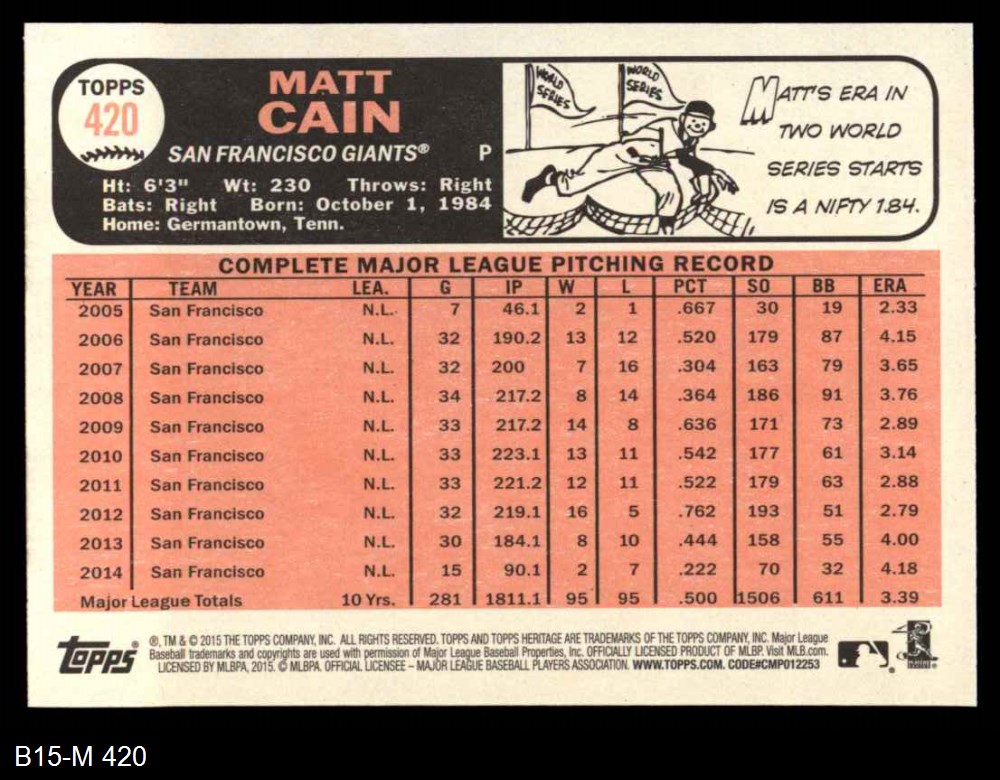 TOPPS
420
MATT
CAIN
SAN FRANCISCO GIANTS® P
Ht: 6'3" Wt: 230 Throws: Right
Bats: Right Born: October 1, 1984
Home: Germantown, Tenn.
WORLD SERIES
WORLD SERIES
MATT'S ERA IN
TWO WORLD
SERIES STARTS
IS A NIFTY 1.84.
COMPLETE MAJOR LEAGUE PITCHING RECORD
YEAR TEAM LEA. G IP W L PCT SO BB ERA
2005 San Francisco N.L. 7 46.1 2 1 .667 30 19 2.33
2006 San Francisco N.L. 32 190.2 13 12 .520 179 87 4.15
2007 San Francisco N.L. 32 200 7 16 .304 163 79 3.65
2008 San Francisco N.L. 34 217.2 8 14 .364 186 91 3.76
2009 San Francisco N.L. 33 217.2 14 8 .636 171 73 2.89
2010 San Francisco N.L. 33 223.1 13 11 .542 177 61 3.14
2011 San Francisco N.L. 33 221.2 12 11 .522 179 63 2.88
2012 San Francisco N.L. 32 219.1 16 5 .762 193 51 2.79
2013 San Francisco N.L. 30 184.1 8 10 .444 158 55 4.00
2014 San Francisco N.L. 15 90.1 2 7 .222 70 32 4.18
Major League Totals 10 Yrs. 281 1811.1 95 95 .500 1506 611 3.39
Topps®
®, TM & © 2015 THE TOPPS COMPANY, INC. ALL RIGHTS RESERVED. TOPPS AND TOPPS HERITAGE ARE TRADEMARKS OF THE TOPPS COMPANY, INC. Major League
Baseball trademarks and copyrights are used with permission of Major League Baseball Properties, Inc. OFFICIALLY LICENSED PRODUCT OF MLBP. Visit MLB.com.
LICENSED BY MLBPA, 2015. © MLBPA. OFFICIAL LICENSEE – MAJOR LEAGUE BASEBALL PLAYERS ASSOCIATION. WWW.TOPPS.COM. CODE#CMP012253
B15-M 420